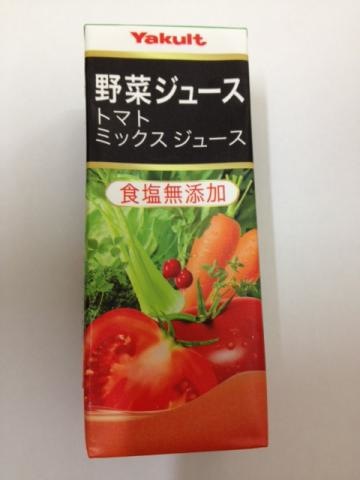 Yakult
野菜ジュース
トマト
ミックス ジュース
食塩無添加